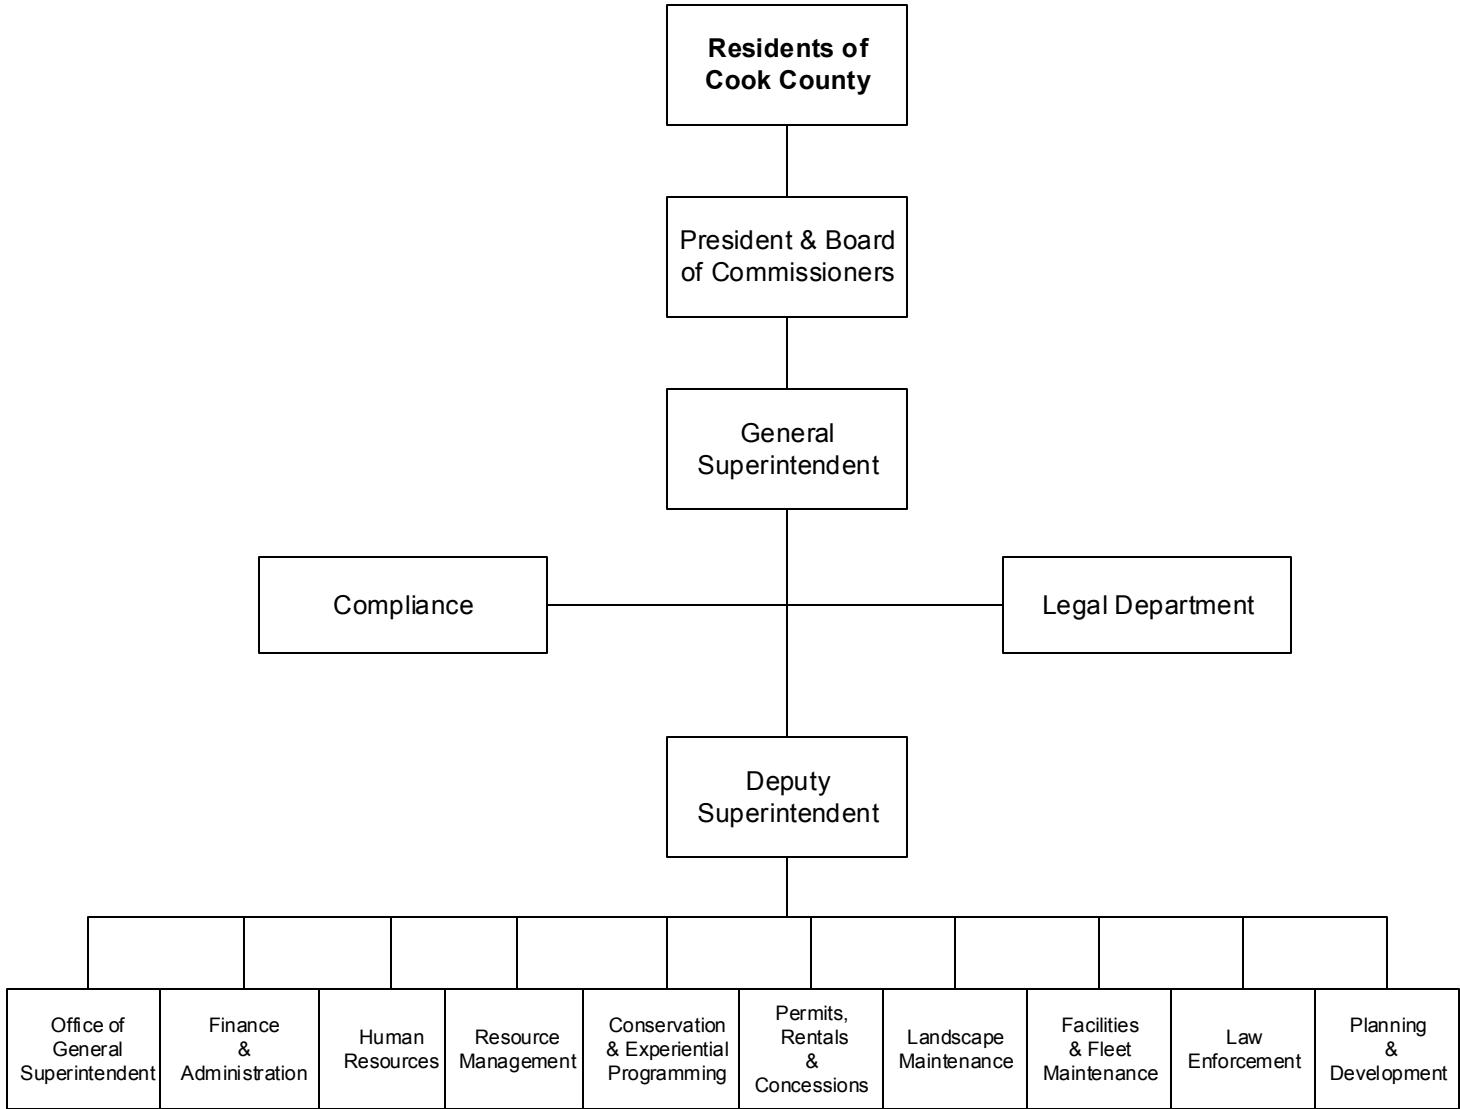 Residents of
Cook County
President & Board
of Commissioners
General
Superintendent
Compliance
Legal Department
Deputy
Superintendent
Office of
General
Superintendent
Finance
&
Administration
Human
Resources
Resource
Management
Conservation
& Experiential
Programming
Permits,
Rentals
&
Concessions
Landscape
Maintenance
Facilities
& Fleet
Maintenance
Law
Enforcement
Planning
&
Development